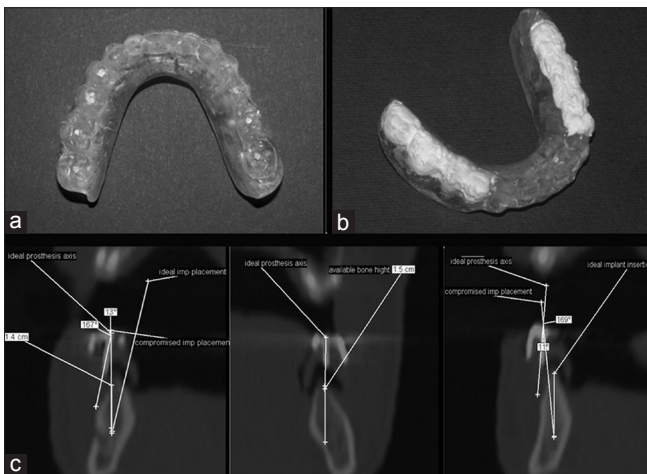 a
b
ideal prosthesis axis
ideal imp placement
13°
167°
1.4 cm
compromised imp placemen
ideal prosthesis axis
available bone hight 1.5 cm
ideal prosthesis axis
ideal implant inserti
compromised imp placement
169°
11°
c